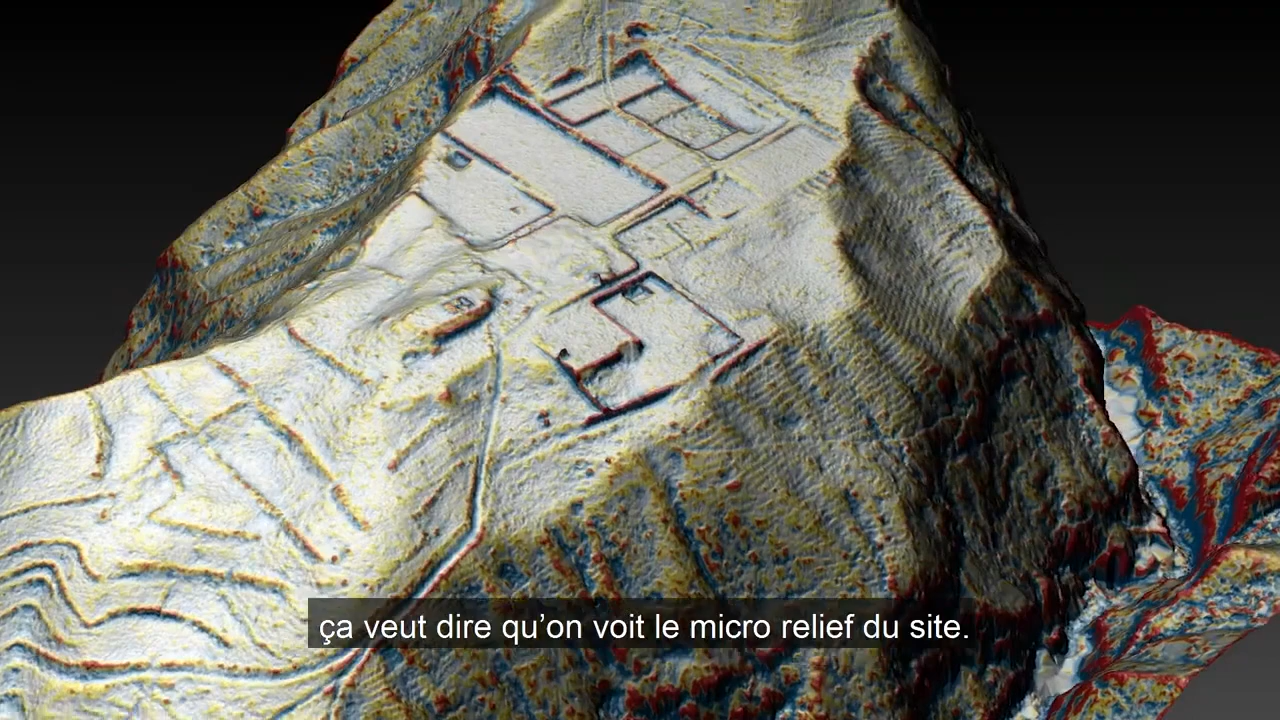 ça veut dire qu’on voit le micro relief du site.